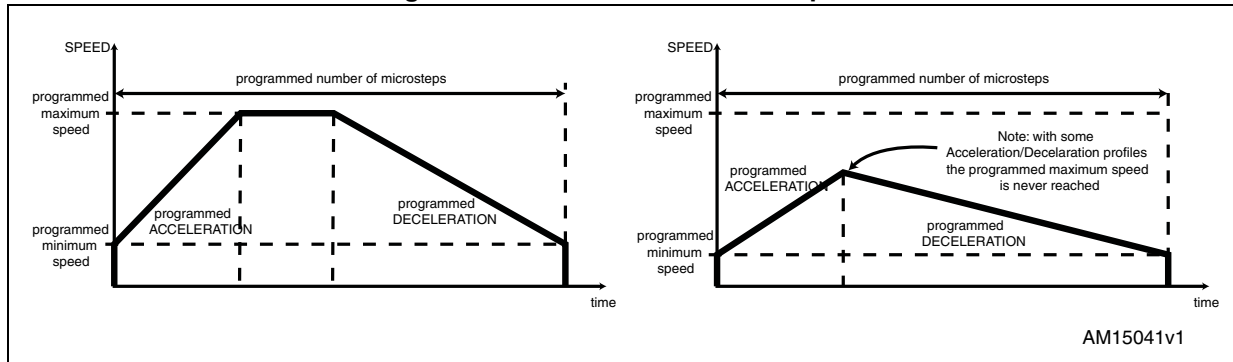 SPEED
programmed number of microsteps
programmed
maximum
speed
programmed
ACCELERATION
programmed
DECELERATION
programmed
minimum
speed
time
SPEED
programmed number of microsteps
programmed
maximum
speed
Note: with some
Acceleration/Decelaration profiles
the programmed maximum speed
is never reached
programmed
ACCELERATION
programmed
DECELERATION
programmed
minimum
speed
time
AM15041v1